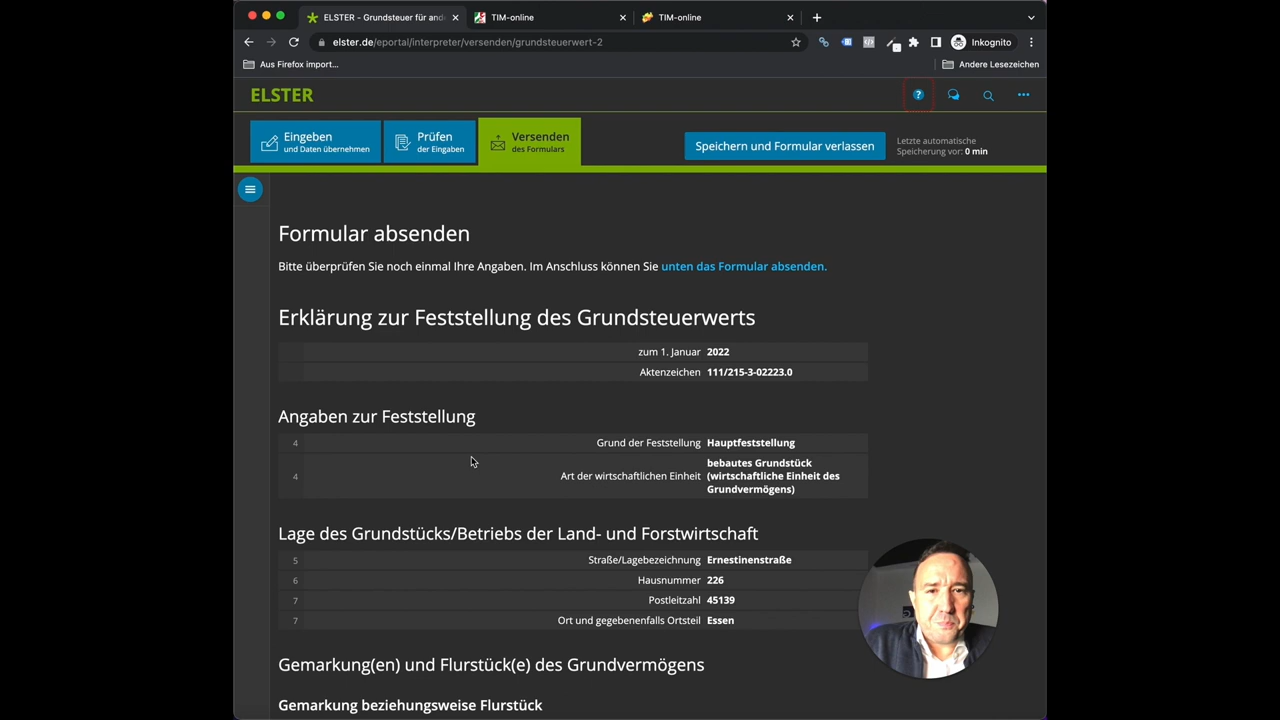 ELSTER - Grundsteuer für and
TIM-online
TIM-online
elster.de/eportal/interpreter/versenden/grundsteuerwert-2
Inkognito
Aus Firefox import...
Andere Lesezeichen
ELSTER
Eingeben
und Daten übernehmen
Prüfen
der Eingaben
Versenden
des Formulars
Speichern und Formular verlassen
Letzte automatische
Speicherung vor: 0 min
Formular absenden
Bitte überprüfen Sie noch einmal Ihre Angaben. Im Anschluss können Sie unten das Formular absenden.
Erklärung zur Feststellung des Grundsteuerwerts
zum 1. Januar 2022
Aktenzeichen 111/215-3-02223.0
Angaben zur Feststellung
4 Grund der Feststellung Hauptfeststellung
4 Art der wirtschaftlichen Einheit bebautes Grundstück
(wirtschaftliche Einheit des
Grundvermögens)
Lage des Grundstücks/Betriebs der Land- und Forstwirtschaft
5 Straße/Lagebezeichnung Ernestinenstraße
6 Hausnummer 226
7 Postleitzahl 45139
7 Ort und gegebenenfalls Ortsteil Essen
Gemarkung(en) und Flurstück(e) des Grundvermögens
Gemarkung beziehungsweise Flurstück